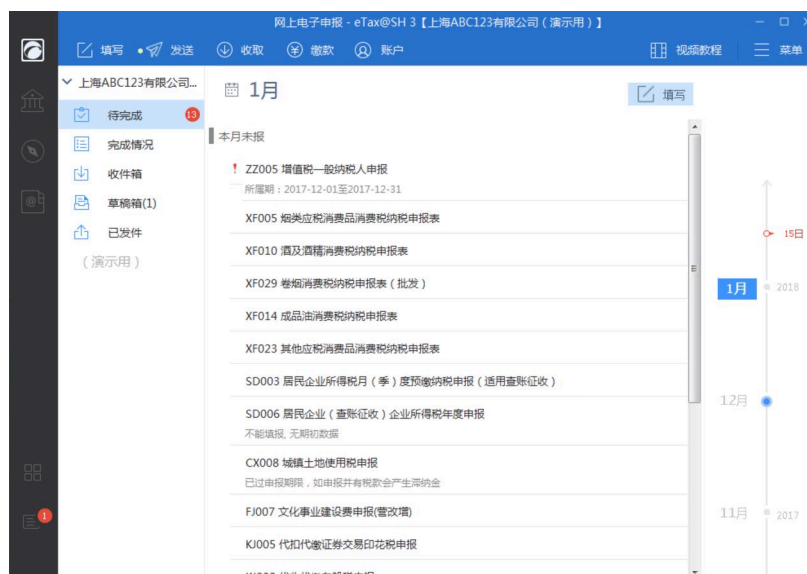 网上电子申报 - eTax@SH 3【上海ABC123有限公司（演示用）】
填写 发送 收取 缴款 账户 视频教程 菜单
上海ABC123有限公司...
待完成 13
完成情况
收件箱
草稿箱(1)
已发件
（演示用）
1月
填写
本月未报
ZZ005 增值税一般纳税人申报
所属期：2017-12-01至2017-12-31
XF005 烟类应税消费品消费税纳税申报表
XF010 酒及酒精消费税纳税申报表
XF029 卷烟消费税纳税申报表（批发）
XF014 成品油消费税纳税申报表
XF023 其他应税消费品消费税纳税申报表
SD003 居民企业所得税月（季）度预缴纳税申报（适用查账征收）
SD006 居民企业（查账征收）企业所得税年度申报
不能填报, 无期初数据
CX008 城镇土地使用税申报
已过申报期限，如申报并有税款会产生滞纳金
FJ007 文化事业建设费申报(营改增)
KJ005 代扣代缴证券交易印花税申报
15日
1月 2018
12月
11月 2017
1